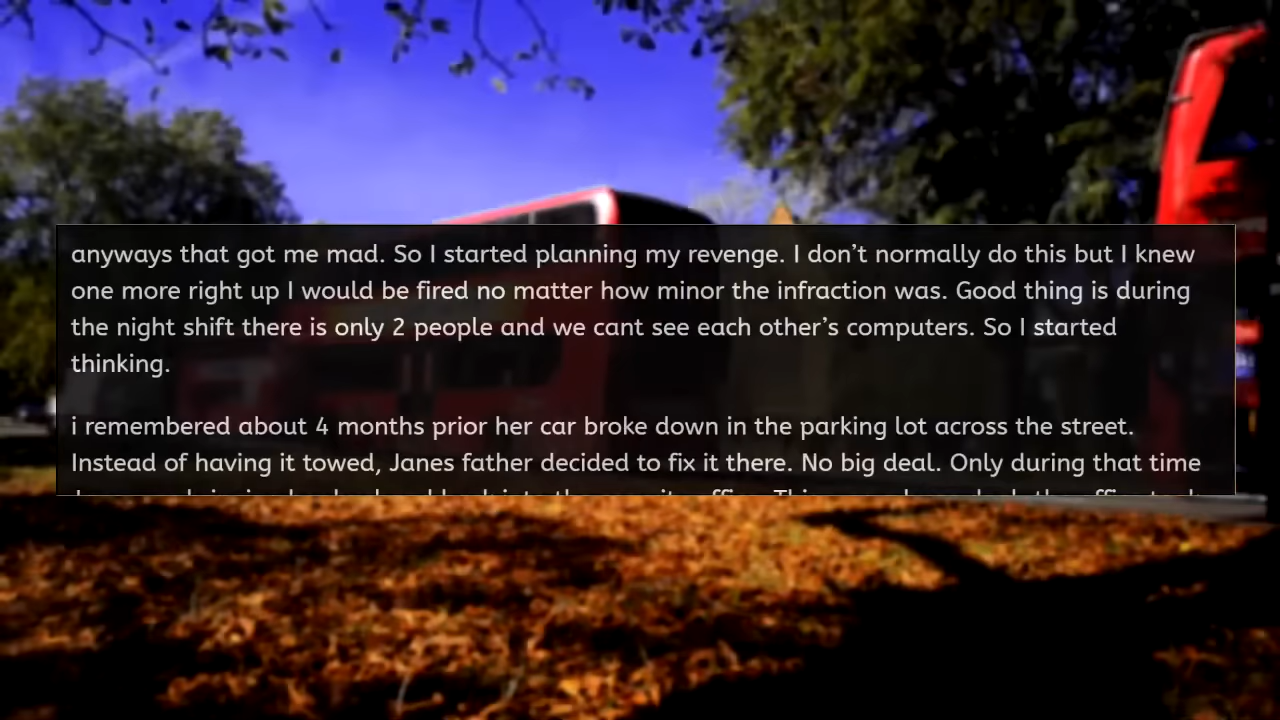 anyways that got me mad. So I started planning my revenge. I don’t normally do this but I knew
one more right up I would be fired no matter how minor the infraction was. Good thing is during
the night shift there is only 2 people and we cant see each other’s computers. So I started
thinking.
i remembered about 4 months prior her car broke down in the parking lot across the street.
Instead of having it towed, Janes father decided to fix it there. No big deal. Only during that time